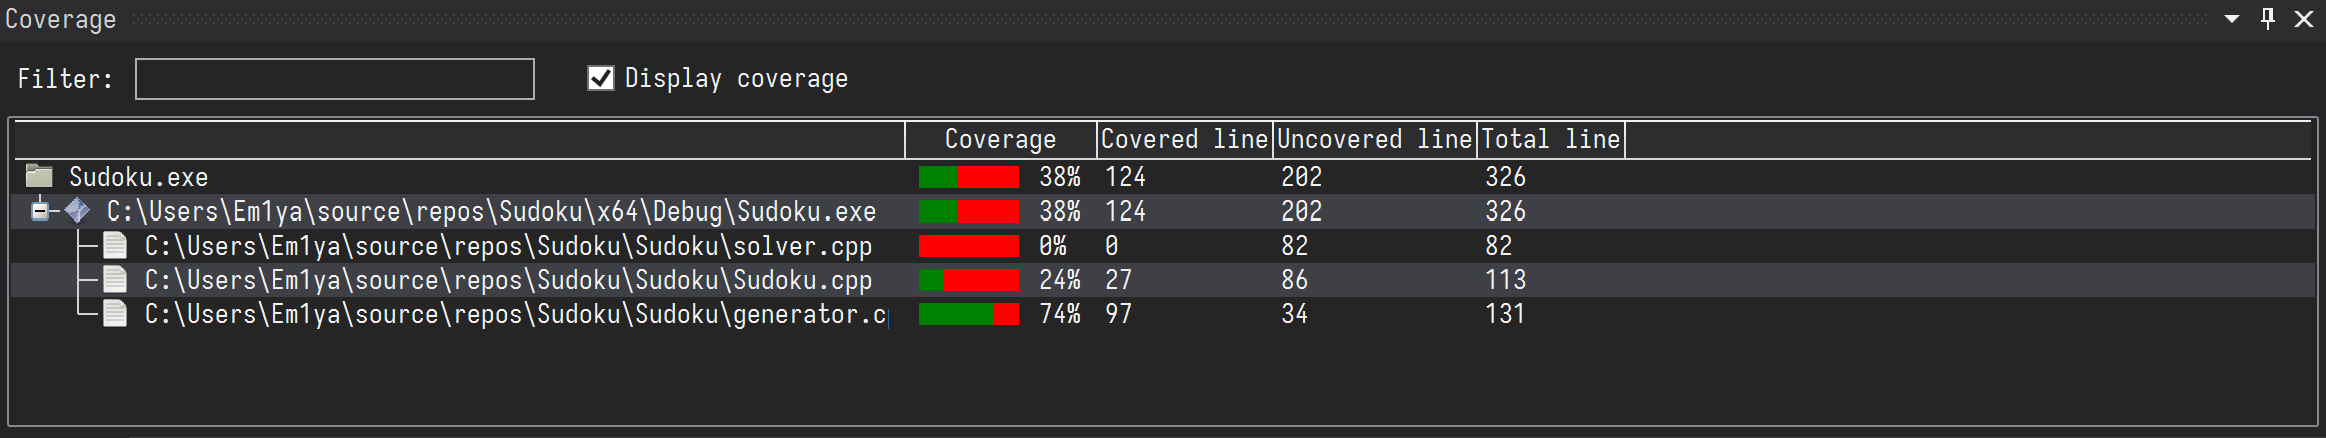 Coverage
Filter: Display coverage
Coverage Covered line Uncovered line Total line
Sudoku.exe 38% 124 202 326
C:\Users\Em1ya\source\repos\Sudoku\x64\Debug\Sudoku.exe 38% 124 202 326
C:\Users\Em1ya\source\repos\Sudoku\Sudoku\solver.cpp 0% 0 82 82
C:\Users\Em1ya\source\repos\Sudoku\Sudoku\Sudoku.cpp 24% 27 86 113
C:\Users\Em1ya\source\repos\Sudoku\Sudoku\generator.c 74% 97 34 131